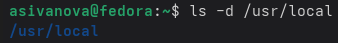 asivanova@fedora:~$ ls -d /usr/local
/usr/local